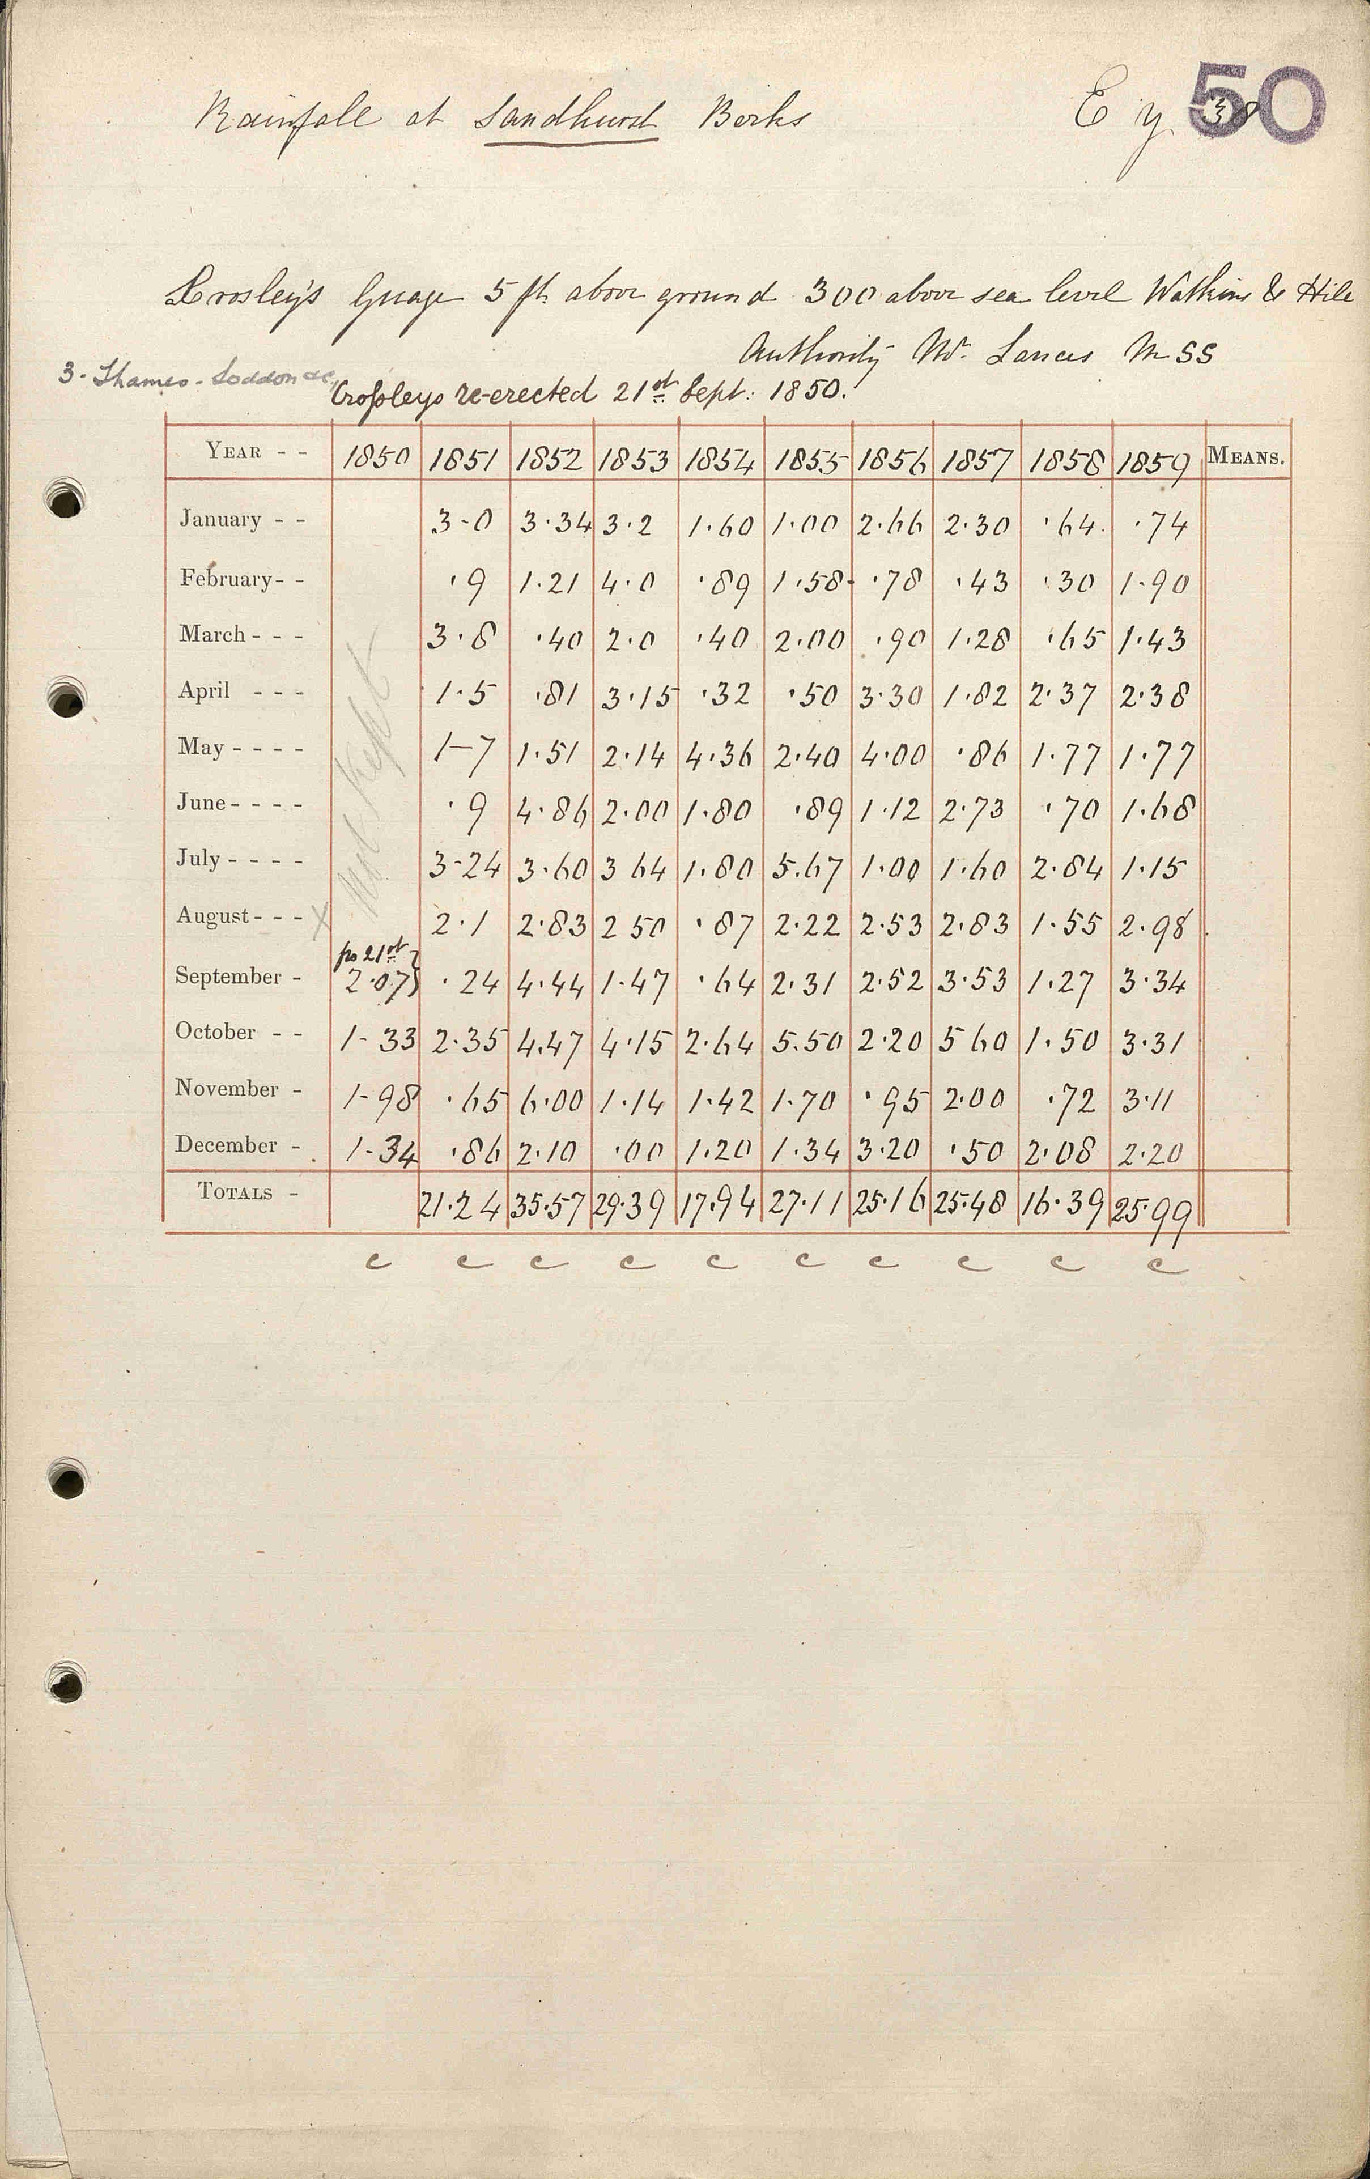 Rainfall at Sandhurst Berks E y 38 50
Crosley's Guage 5 ft above ground 300 above sea level Watkins & Hill
Authority Mr. Lances MSS
3. Thames - Loddon &c.
Crossleys re-erected 21st Sept: 1850.
YEAR - - 1850 1851 1852 1853 1854 1855 1856 1857 1858 1859 MEANS.
January - - 3-0 3.34 3.2 1.60 1.00 2.66 2.30 .64 .74
February - - .9 1.21 4.0 .89 1.58 .78 .43 .30 1.90
March - - - 3.8 .40 2.0 .40 2.00 .90 1.28 .65 1.43
April - - - 1.5 .81 3.15 .32 .50 3.30 1.82 2.37 2.38
May - - - - 1-7 1.51 2.14 4.36 2.40 4.00 .86 1.77 1.77
June - - - - .9 4.86 2.00 1.80 .89 1.12 2.73 .70 1.68
Not Kept
July - - - - 3-24 3.60 3 64 1.80 5.67 1.00 1.60 2.84 1.15
August - - - x 2.1 2.83 2 50 .87 2.22 2.53 2.83 1.55 2.98
21st
September - 2.07 .24 4.44 1.47 .64 2.31 2.52 3.53 1.27 3.34
October - - 1-33 2.35 4.47 4.15 2.64 5.50 2.20 5 60 1.50 3.31
November - 1-98 .65 6.00 1.14 1.42 1.70 .95 2.00 .72 3.11
December - 1-34 .86 2.10 .00 1.20 1.34 3.20 .50 2.08 2.20
TOTALS - 21.24 35.57 29.39 17.94 27.11 25.16 25.48 16.39 25.99
c c c c c c c c c c